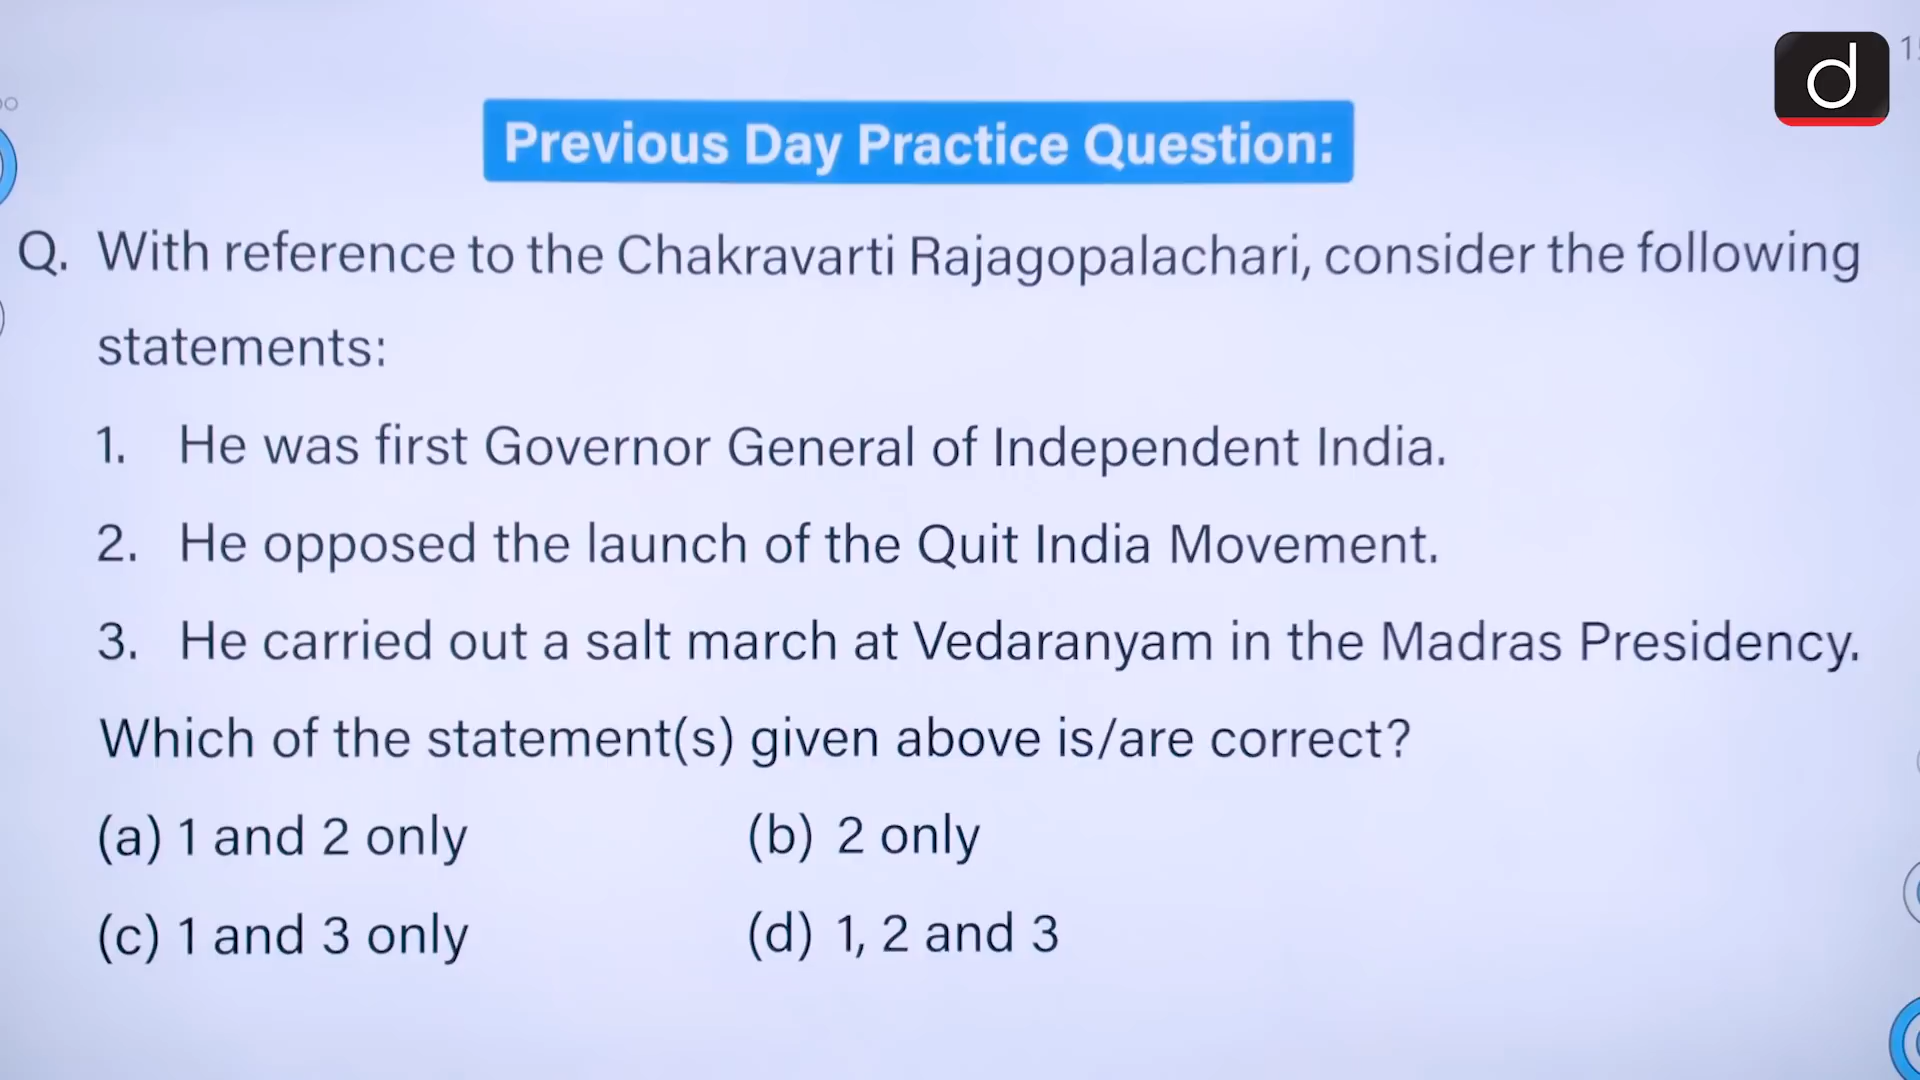 d
Previous Day Practice Question:
Q. With reference to the Chakravarti Rajagopalachari, consider the following
statements:
1. He was first Governor General of Independent India.
2. He opposed the launch of the Quit India Movement.
3. He carried out a salt march at Vedaranyam in the Madras Presidency.
Which of the statement(s) given above is/are correct?
(a) 1 and 2 only (b) 2 only
(c) 1 and 3 only (d) 1, 2 and 3